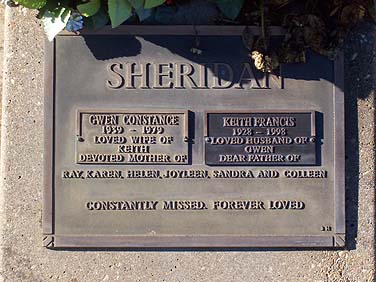 SHERIDAN
GWEN CONSTANCE
1939 - 1979
LOVED WIFE OF
KEITH
DEVOTED MOTHER OF
KEITH FRANCIS
1928 - 1998
LOVED HUSBAND OF
GWEN
DEAR FATHER OF
RAY, KAREN, HELEN, JOYLEEN, SANDRA AND COLLEEN
CONSTANTLY MISSED, FOREVER LOVED